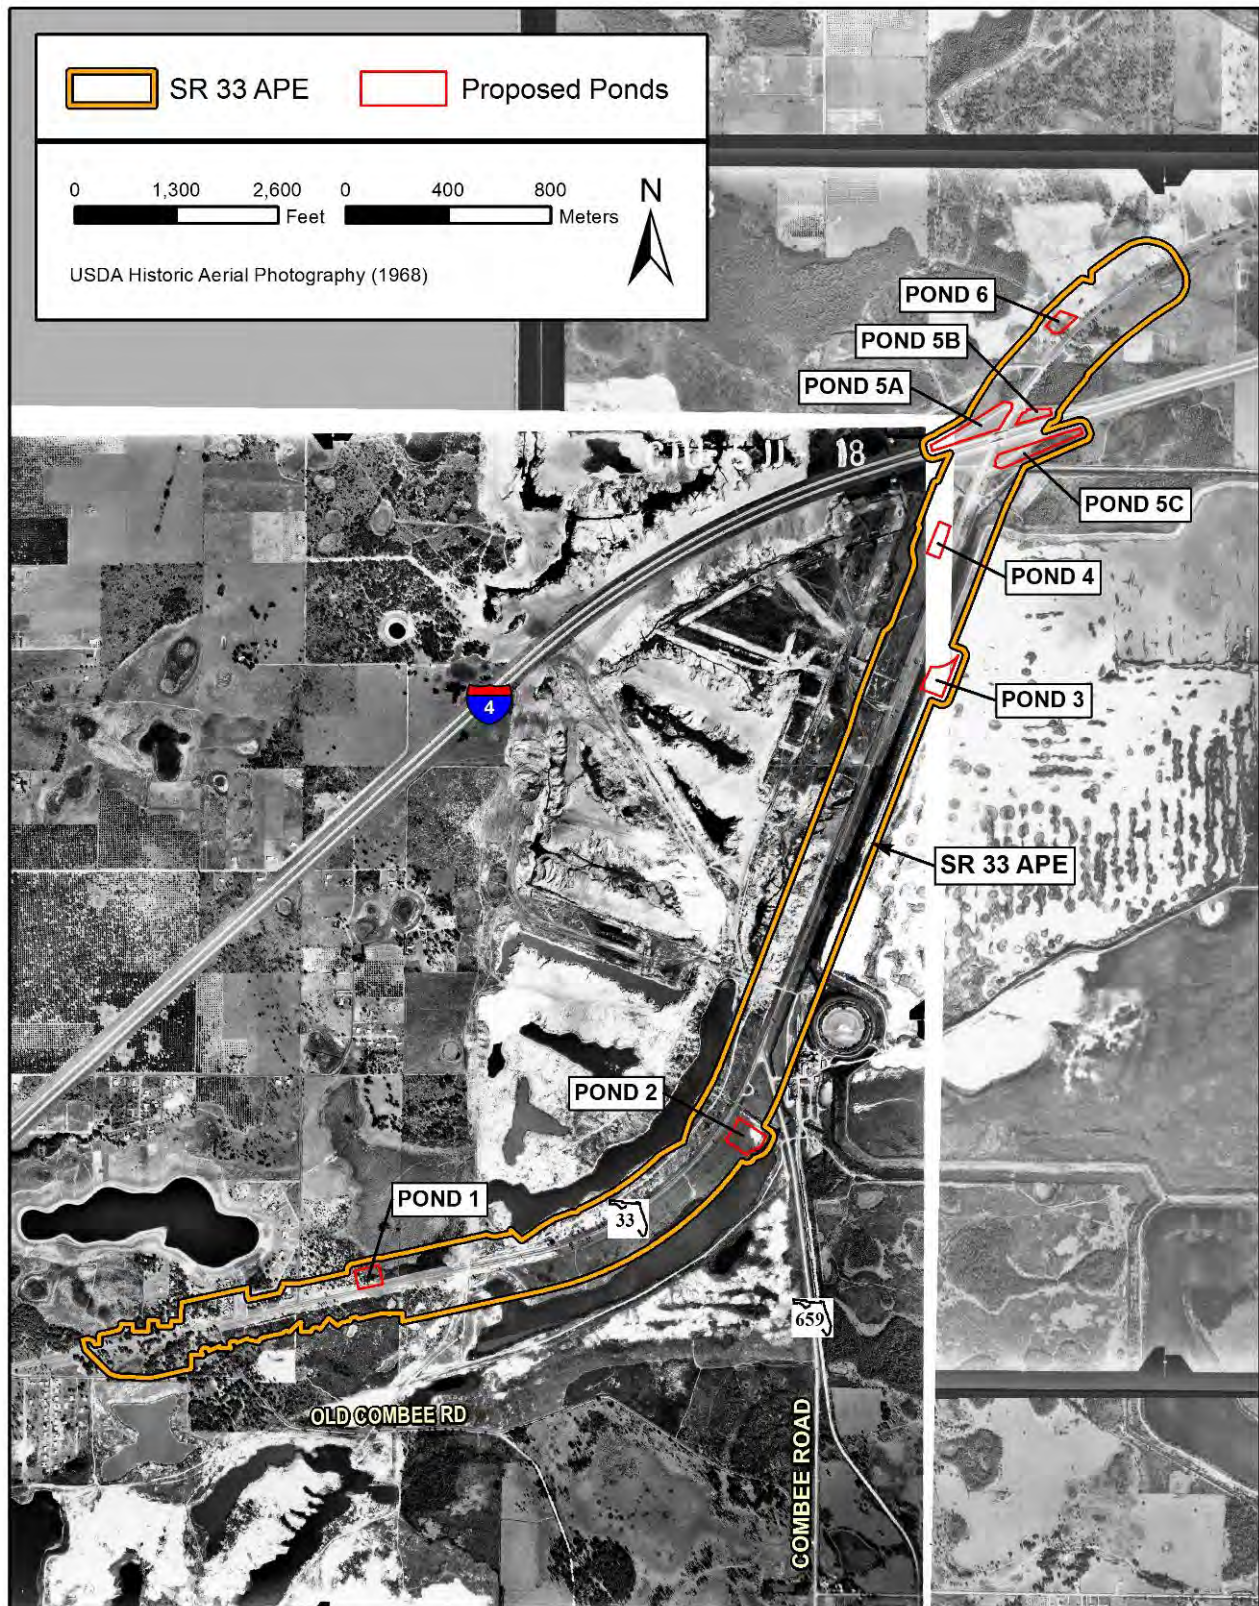 SR 33 APE
Proposed Ponds
0 1,300 2,600 Feet
0 400 800 Meters
N
USDA Historic Aerial Photography (1968)
POND 6
POND 5B
POND 5A
18
POND 5C
POND 4
POND 3
4
SR 33 APE
POND 2
POND 1
33
659
OLD COMBEE RD
COMBEE ROAD